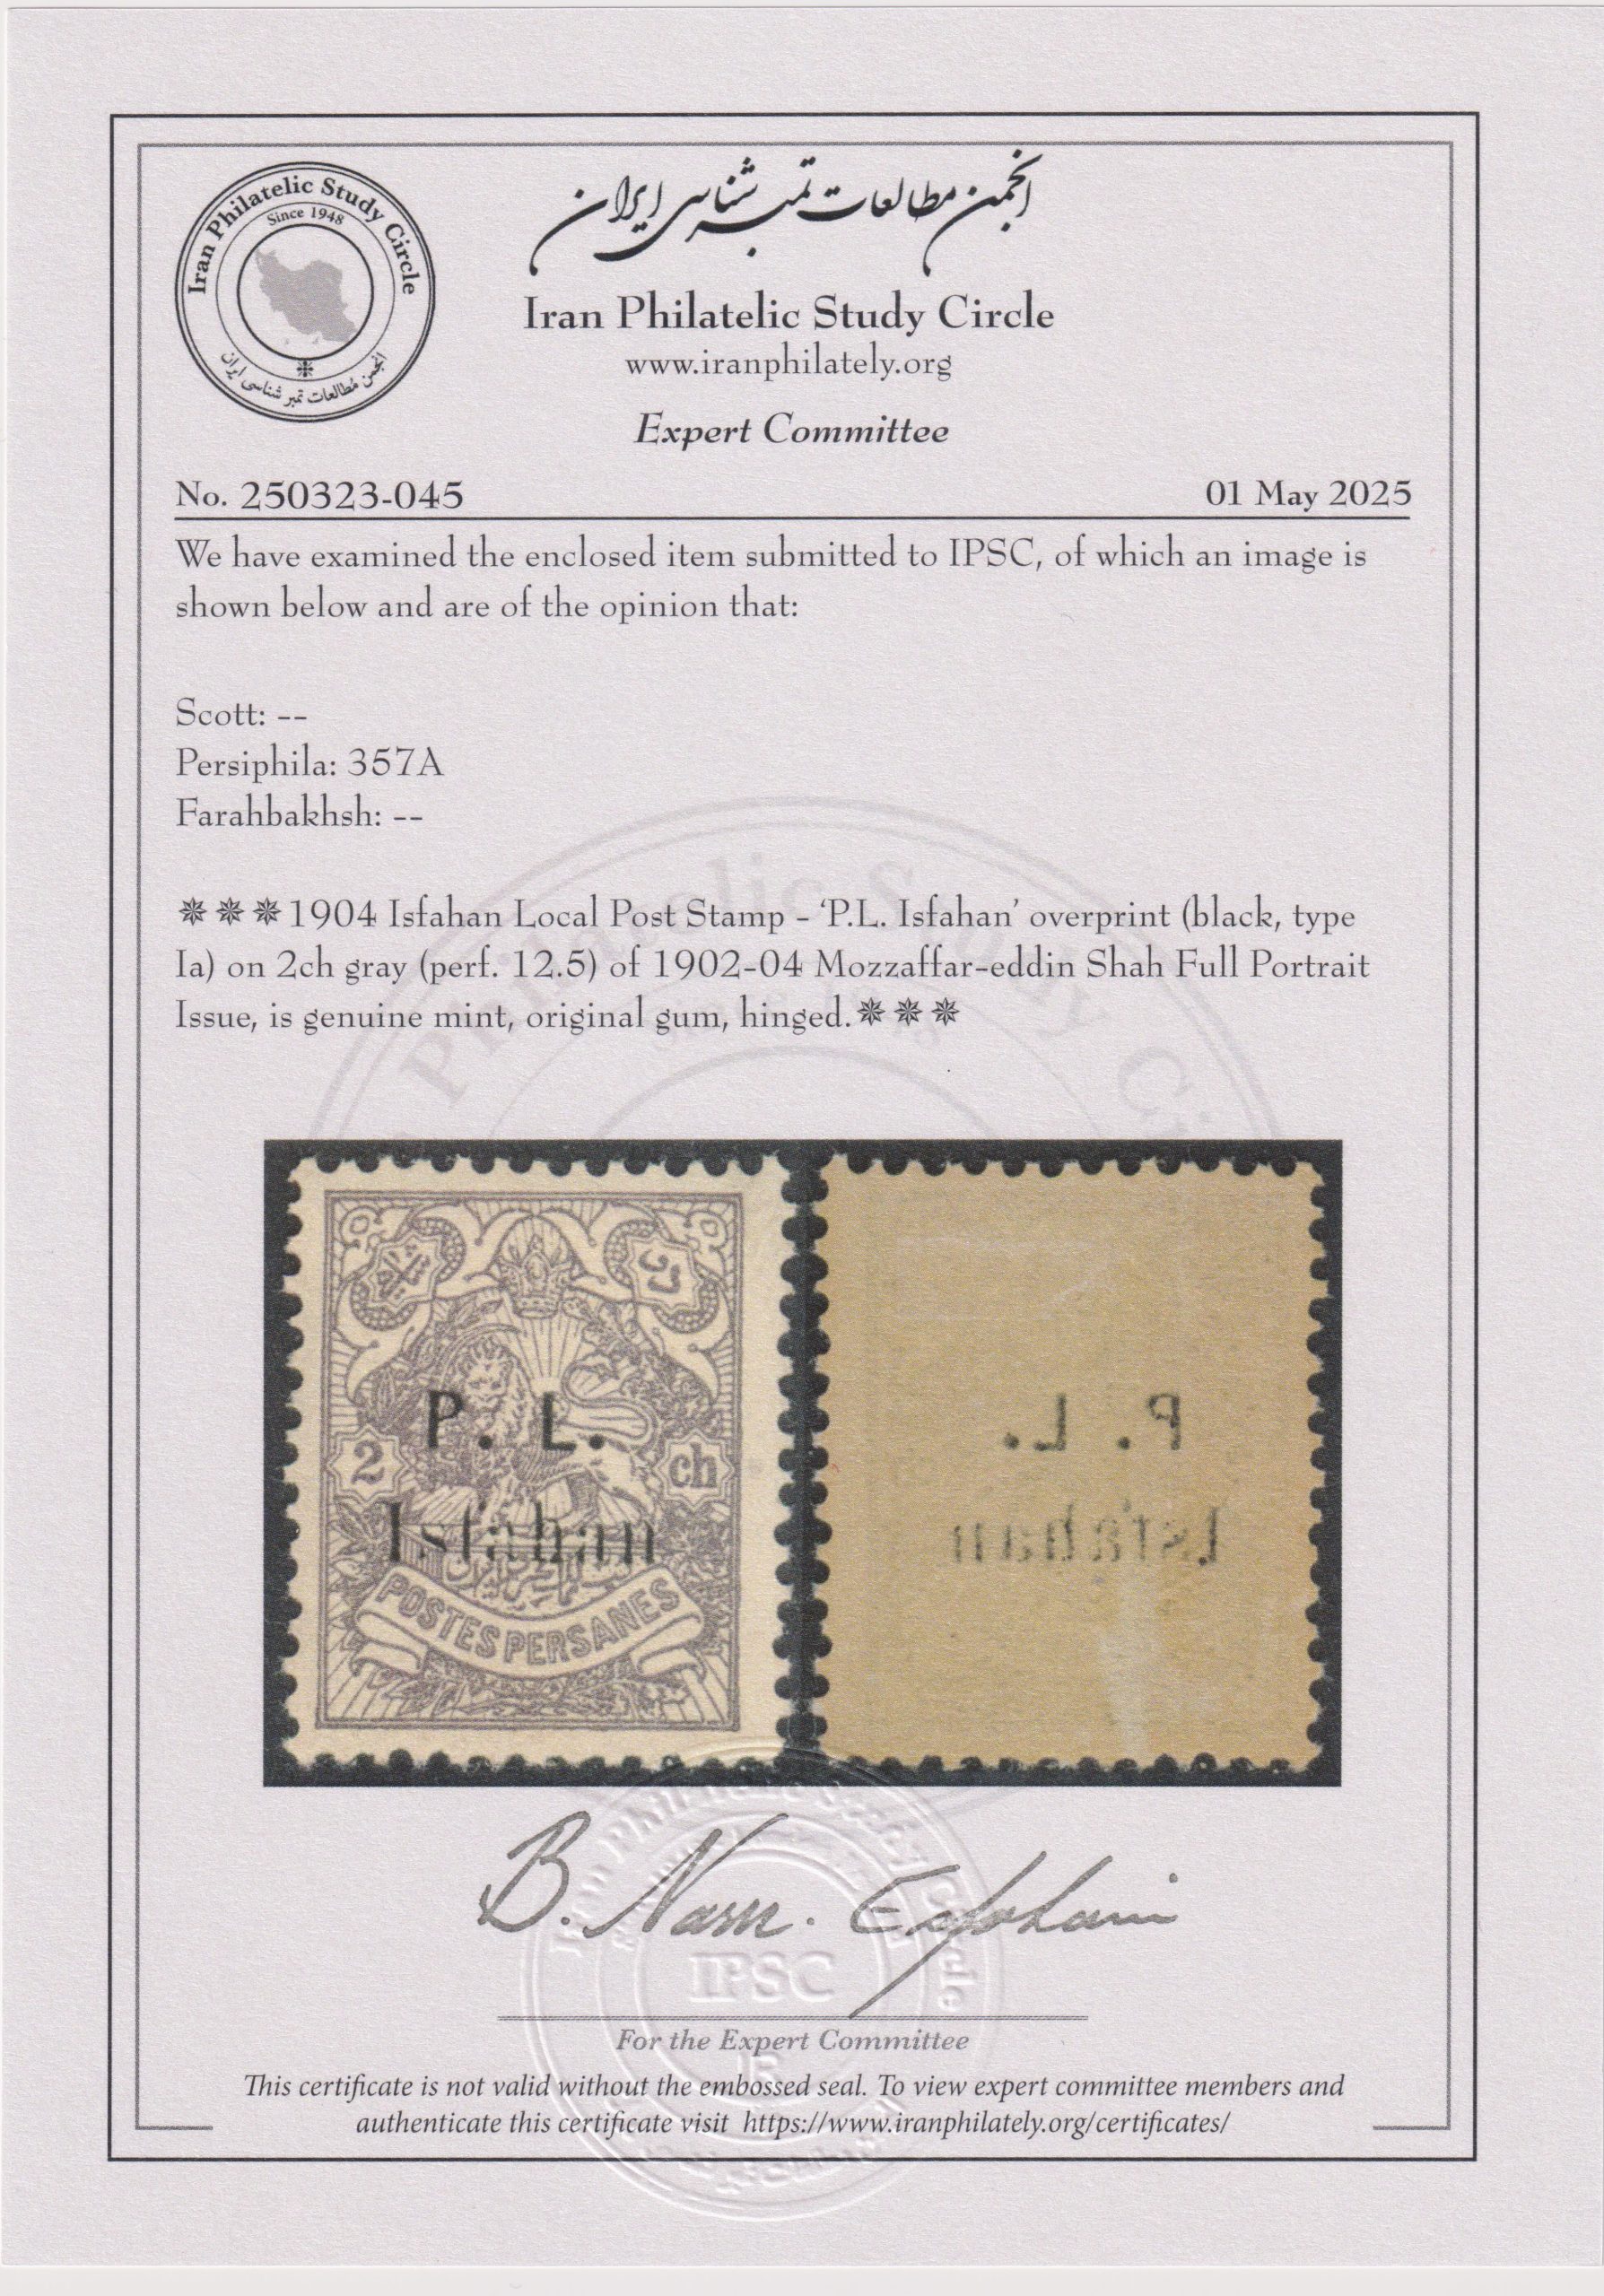 انجمن مطالعات تمبر شناسی ایران
Iran Philatelic Study Circle
Since 1948
انجمن مطالعات تمبر شناسی ایران
Iran Philatelic Study Circle
www.iranphilately.org
Expert Committee
No. 250323-045 01 May 2025
We have examined the enclosed item submitted to IPSC, of which an image is
shown below and are of the opinion that:
Scott: --
Persiphila: 357A
Farahbakhsh: --
✵✵✵1904 Isfahan Local Post Stamp - ‘P.L. Isfahan’ overprint (black, type
Ia) on 2ch gray (perf. 12.5) of 1902-04 Mozzaffar-eddin Shah Full Portrait
Issue, is genuine mint, original gum, hinged.✵✵✵
P. L.
2 ch
Isfahan
POSTES PERSANES
P. L.
Isfahan
B. Nasr. Esfahani
IPSC
For the Expert Committee
This certificate is not valid without the embossed seal. To view expert committee members and
authenticate this certificate visit https://www.iranphilately.org/certificates/